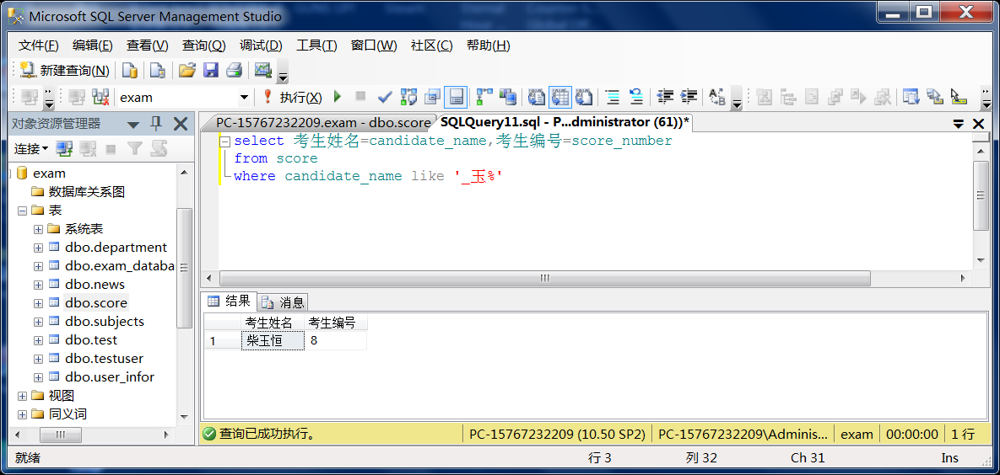 Microsoft SQL Server Management Studio
文件(F) 编辑(E) 查看(V) 查询(Q) 调试(D) 工具(T) 窗口(W) 社区(C) 帮助(H)
新建查询(N)
exam 执行(X)
对象资源管理器
PC-15767232209.exam - dbo.score SQLQuery11.sql - P...dministrator (61))*
连接
exam
数据库关系图
表
系统表
dbo.department
dbo.exam_databa
dbo.news
dbo.score
dbo.subjects
dbo.test
dbo.testuser
dbo.user_infor
视图
同义词
select 考生姓名=candidate_name,考生编号=score_number
from score
where candidate_name like '_玉%'
结果 消息
考生姓名 考生编号
1 柴玉恒 8
查询已成功执行。 PC-15767232209 (10.50 SP2) PC-15767232209\Adminis... exam 00:00:00 1 行
就绪 行 3 列 32 Ch 31 Ins